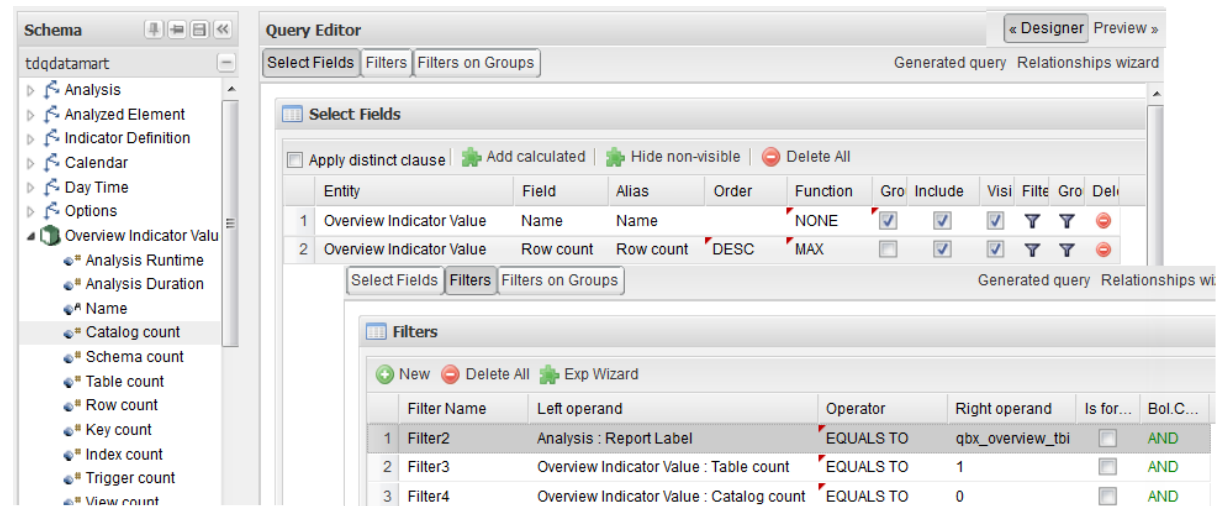 Schema
tdqdatamart
Analysis
Analyzed Element
Indicator Definition
Calendar
Day Time
Options
Overview Indicator Valu
Analysis Runtime
Analysis Duration
Name
Catalog count
Schema count
Table count
Row count
Key count
Index count
Trigger count
View count
Query Editor « Designer Preview »
Select Fields Filters Filters on Groups Generated query Relationships wizard
Select Fields
Apply distinct clause Add calculated Hide non-visible Delete All
Entity Field Alias Order Function Gro Include Visi Filte Gro Dele
1 Overview Indicator Value Name Name NONE
2 Overview Indicator Value Row count Row count DESC MAX
Select Fields Filters Filters on Groups Generated query Relationships wi
Filters
New Delete All Exp Wizard
Filter Name Left operand Operator Right operand Is for... Bol.C...
1 Filter2 Analysis : Report Label EQUALS TO qbx_overview_tbi AND
2 Filter3 Overview Indicator Value : Table count EQUALS TO 1 AND
3 Filter4 Overview Indicator Value : Catalog count EQUALS TO 0 AND